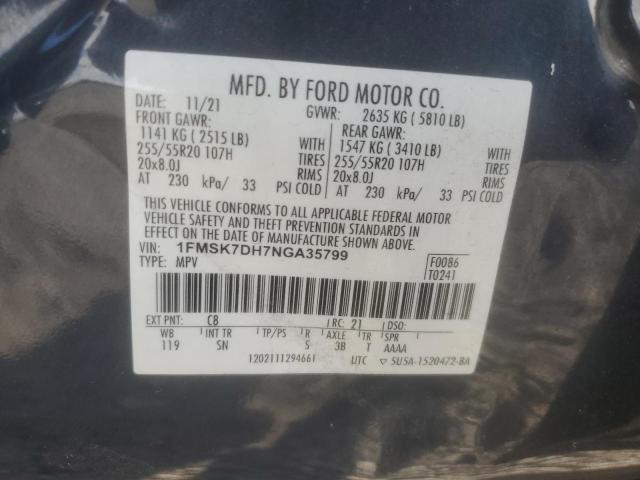 MFD. BY FORD MOTOR CO.
DATE: 11/21 GVWR: 2635 KG ( 5810 LB)
FRONT GAWR: REAR GAWR:
1141 KG ( 2515 LB) WITH 1547 KG ( 3410 LB) WITH
255/55R20 107H TIRES 255/55R20 107H TIRES
20x8.0J RIMS 20x8.0J RIMS
AT 230 kPa/ 33 PSI COLD AT 230 kPa/ 33 PSI COLD
THIS VEHICLE CONFORMS TO ALL APPLICABLE FEDERAL MOTOR
VEHICLE SAFETY AND THEFT PREVENTION STANDARDS IN
EFFECT ON THE DATE OF MANUFACTURE SHOWN ABOVE.
VIN: 1FMSK7DH7NGA35799
TYPE: MPV
F0086
T0241
EXT PNT: C8 RC: 21 DSO:
WB INT TR TP/PS R AXLE TR SPR
119 SN S 3B T AAAA
120211129466​1 UTC ▽ 5U5A-1520472-BA